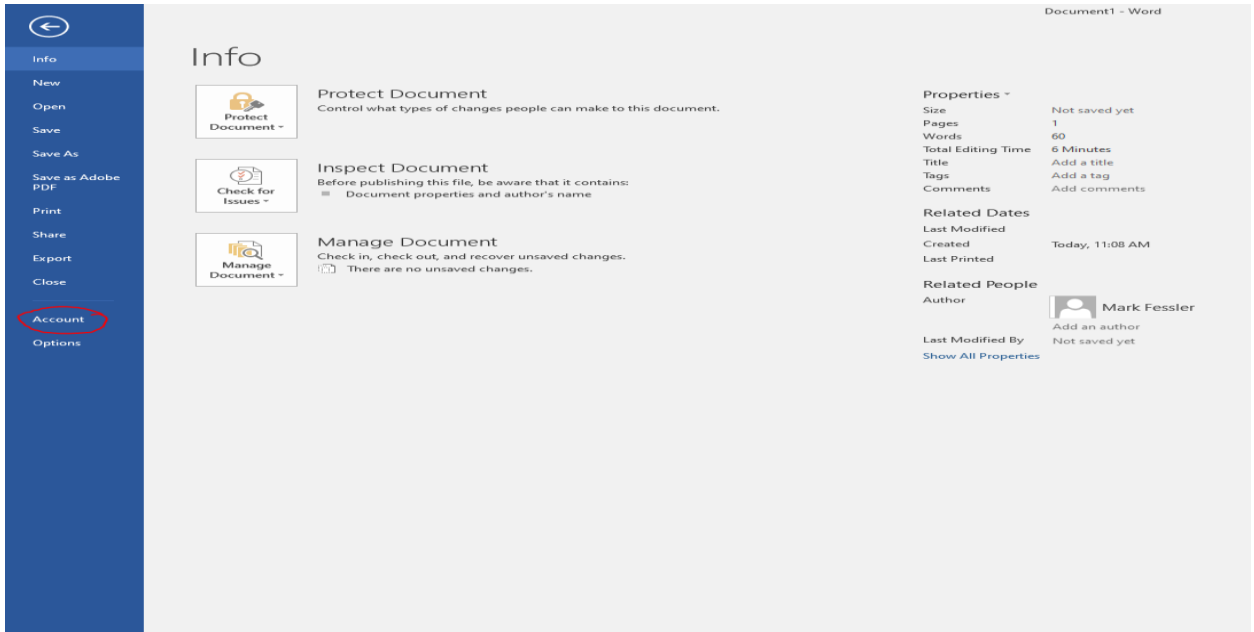 Document1 - Word
Info
New
Open
Save
Save As
Save as Adobe
PDF
Print
Share
Export
Close
Account
Options
Info
Protect
Document
Protect Document
Control what types of changes people can make to this document.
Check for
Issues
Inspect Document
Before publishing this file, be aware that it contains:
Document properties and author's name
Manage
Document
Manage Document
Check in, check out, and recover unsaved changes.
There are no unsaved changes.
Properties
Size Not saved yet
Pages 1
Words 60
Total Editing Time 6 Minutes
Title Add a title
Tags Add a tag
Comments Add comments
Related Dates
Last Modified
Created Today, 11:08 AM
Last Printed
Related People
Author Mark Fessler
Add an author
Last Modified By Not saved yet
Show All Properties